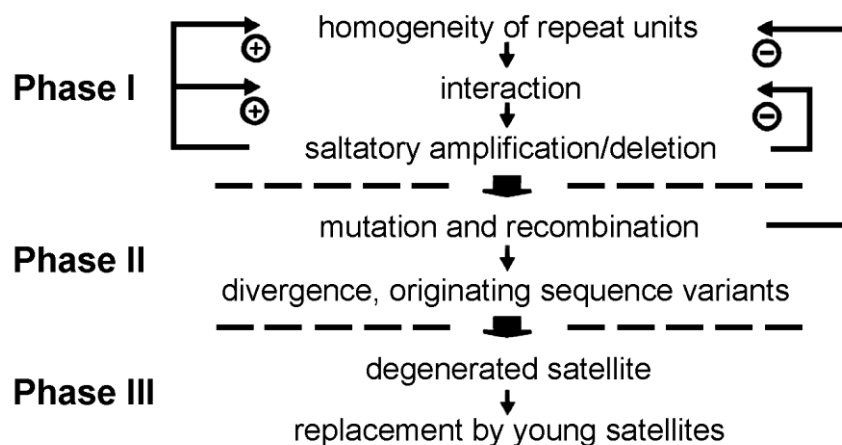 homogeneity of repeat units
+ −
Phase I
interaction
+ −
saltatory amplification/deletion
mutation and recombination
Phase II
divergence, originating sequence variants
degenerated satellite
Phase III
replacement by young satellites